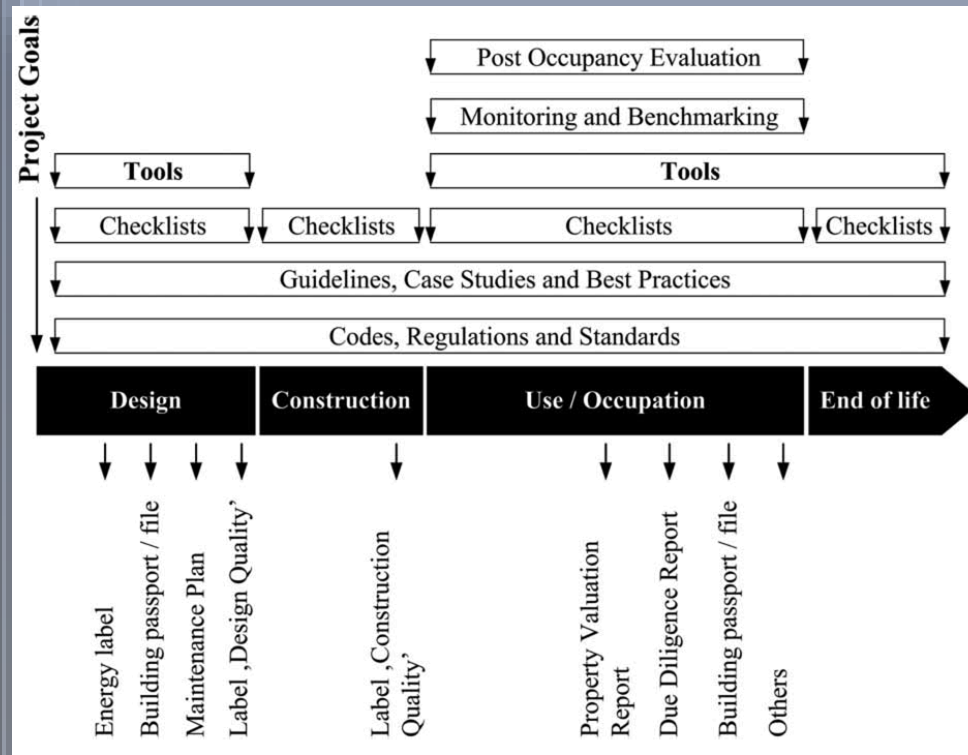 Project Goals
Post Occupancy Evaluation
Monitoring and Benchmarking
Tools
Tools
Checklists
Checklists
Checklists
Checklists
Guidelines, Case Studies and Best Practices
Codes, Regulations and Standards
Design
Construction
Use / Occupation
End of life
Energy label
Building passport / file
Maintenance Plan
Label ‚Design Quality’
Label ‚Construction
Quality’
Property Valuation
Report
Due Diligence Report
Building passport / file
Others